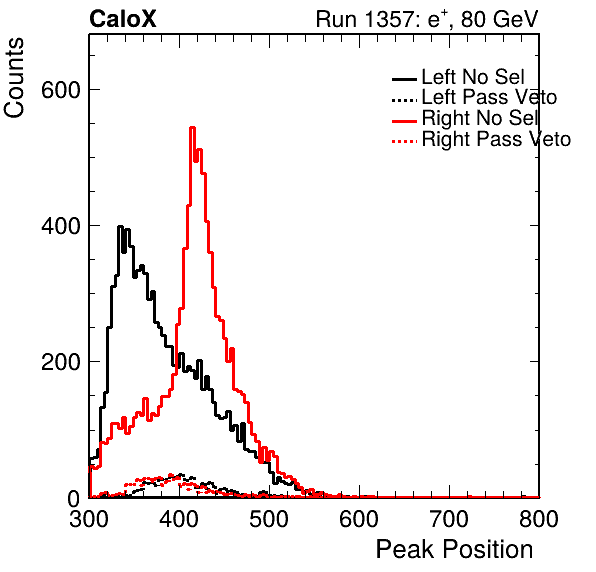 CaloX Run 1357: e⁺, 80 GeV
Counts
600
400
200
0
Left No Sel
Left Pass Veto
Right No Sel
Right Pass Veto
300 400 500 600 700 800
Peak Position